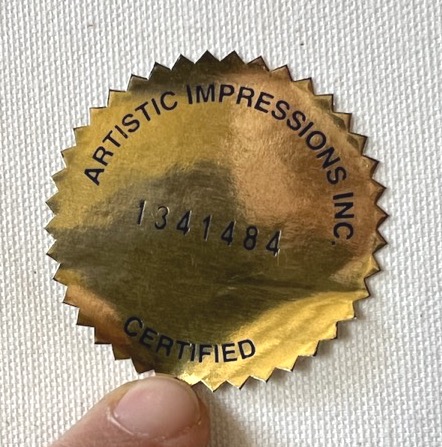 ARTISTIC IMPRESSIONS INC.
1341484
CERTIFIED